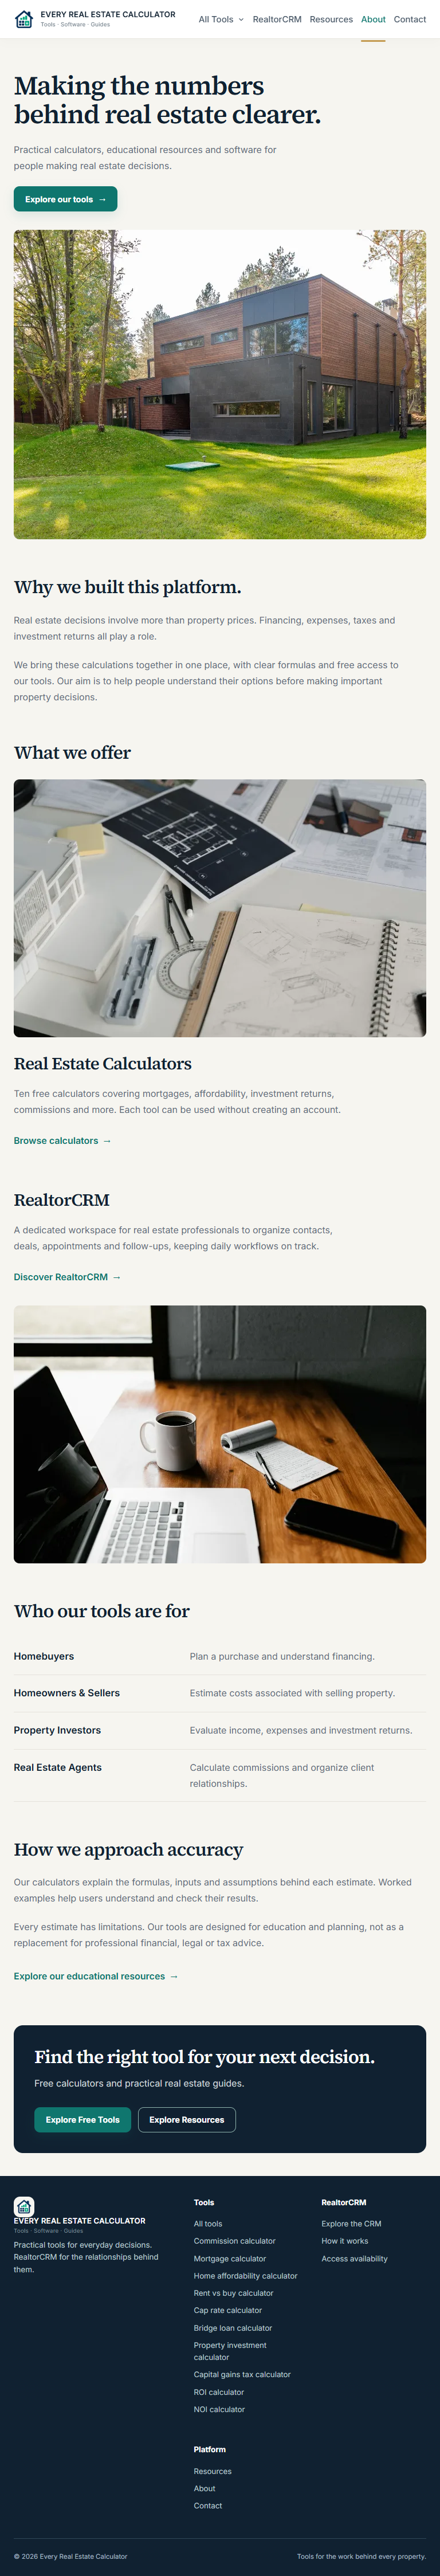 EVERY REAL ESTATE CALCULATOR
Tools · Software · Guides
All Tools
RealtorCRM
Resources
About
Contact
Making the numbers
behind real estate clearer.
Practical calculators, educational resources and software for
people making real estate decisions.
Explore our tools →
Why we built this platform.
Real estate decisions involve more than property prices. Financing, expenses, taxes and
investment returns all play a role.
We bring these calculations together in one place, with clear formulas and free access to
our tools. Our aim is to help people understand their options before making important
property decisions.
What we offer
Real Estate Calculators
Ten free calculators covering mortgages, affordability, investment returns,
commissions and more. Each tool can be used without creating an account.
Browse calculators →
RealtorCRM
A dedicated workspace for real estate professionals to organize contacts,
deals, appointments and follow-ups, keeping daily workflows on track.
Discover RealtorCRM →
Who our tools are for
Homebuyers
Plan a purchase and understand financing.
Homeowners & Sellers
Estimate costs associated with selling property.
Property Investors
Evaluate income, expenses and investment returns.
Real Estate Agents
Calculate commissions and organize client
relationships.
How we approach accuracy
Our calculators explain the formulas, inputs and assumptions behind each estimate. Worked
examples help users understand and check their results.
Every estimate has limitations. Our tools are designed for education and planning, not as a
replacement for professional financial, legal or tax advice.
Explore our educational resources →
Find the right tool for your next decision.
Free calculators and practical real estate guides.
Explore Free Tools
Explore Resources
EVERY REAL ESTATE CALCULATOR
Tools · Software · Guides
Practical tools for everyday decisions.
RealtorCRM for the relationships behind
them.
Tools
All tools
Commission calculator
Mortgage calculator
Home affordability calculator
Rent vs buy calculator
Cap rate calculator
Bridge loan calculator
Property investment
calculator
Capital gains tax calculator
ROI calculator
NOI calculator
RealtorCRM
Explore the CRM
How it works
Access availability
Platform
Resources
About
Contact
© 2026 Every Real Estate Calculator
Tools for the work behind every property.